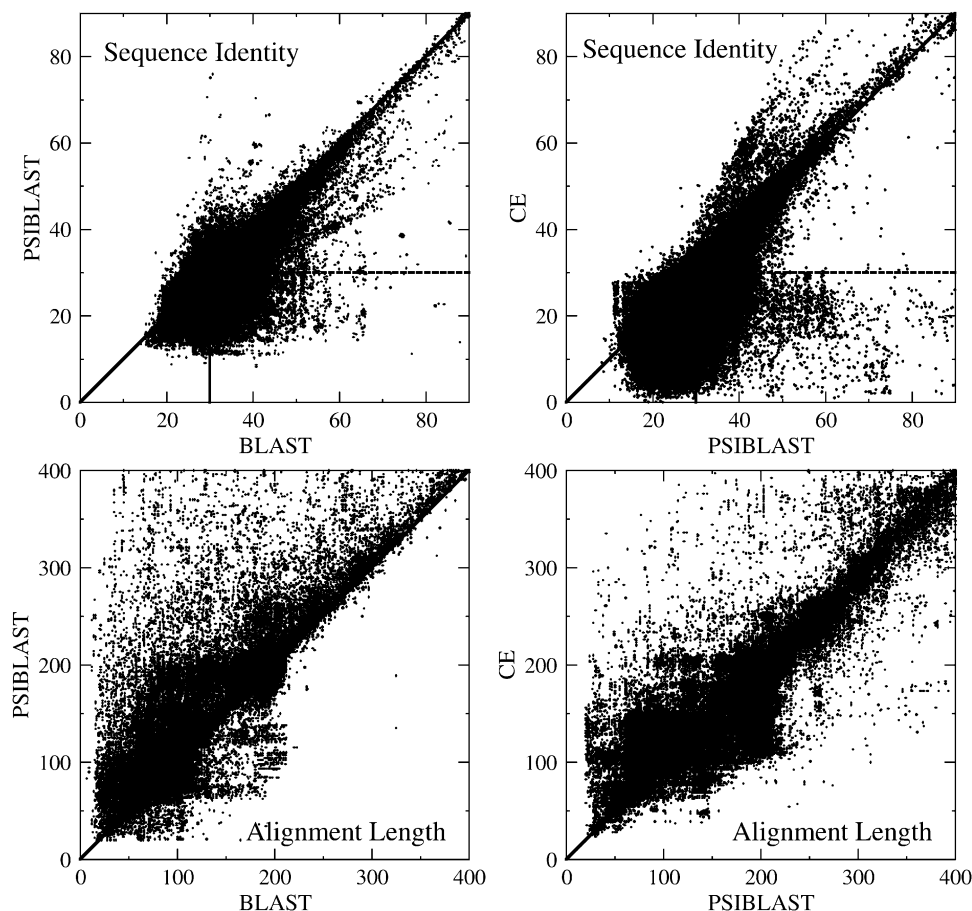 80
60
40
20
0
PSIBLAST
Sequence Identity
0 20 40 60 80
BLAST
80
60
40
20
0
CE
Sequence Identity
0 20 40 60 80
PSIBLAST
400
300
200
100
0
PSIBLAST
Alignment Length
0 100 200 300 400
BLAST
400
300
200
100
0
CE
Alignment Length
0 100 200 300 400
PSIBLAST